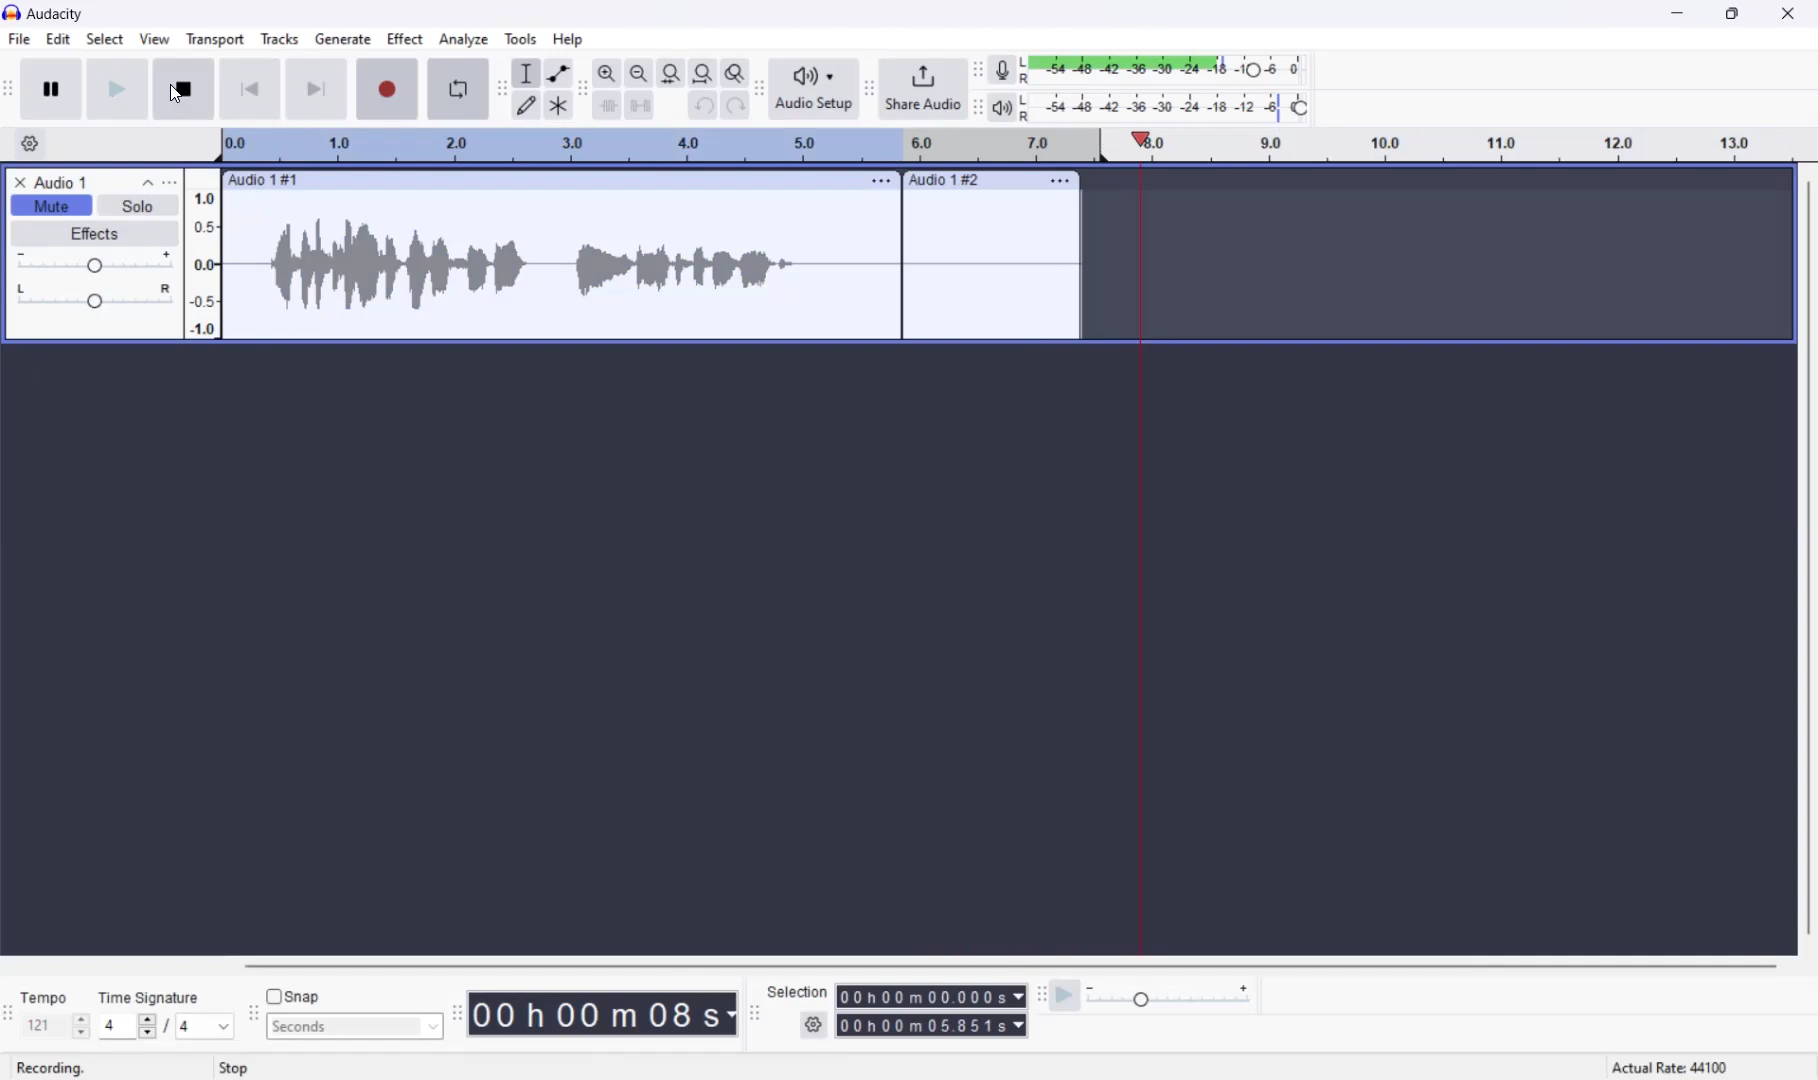 Audacity
File Edit Select View Transport Tracks Generate Effect Analyze Tools Help
Audio Setup
Share Audio
L R -54 -48 -42 -36 -30 -24 -18 -6 0
L R -54 -48 -42 -36 -30 -24 -18 -12 -6
0.0 1.0 2.0 3.0 4.0 5.0 6.0 7.0 8.0 9.0 10.0 11.0 12.0 13.0
Audio 1
Mute Solo
Effects
- +
L R
1.0
0.5
0.0
-0.5
-1.0
Audio 1 #1
Audio 1 #2
Tempo
121
Time Signature
4 / 4
Snap
Seconds
00 h 00 m 08 s
Selection
00 h 00 m 00.000 s
00 h 00 m 05.851 s
- +
Recording.
Stop
Actual Rate: 44100